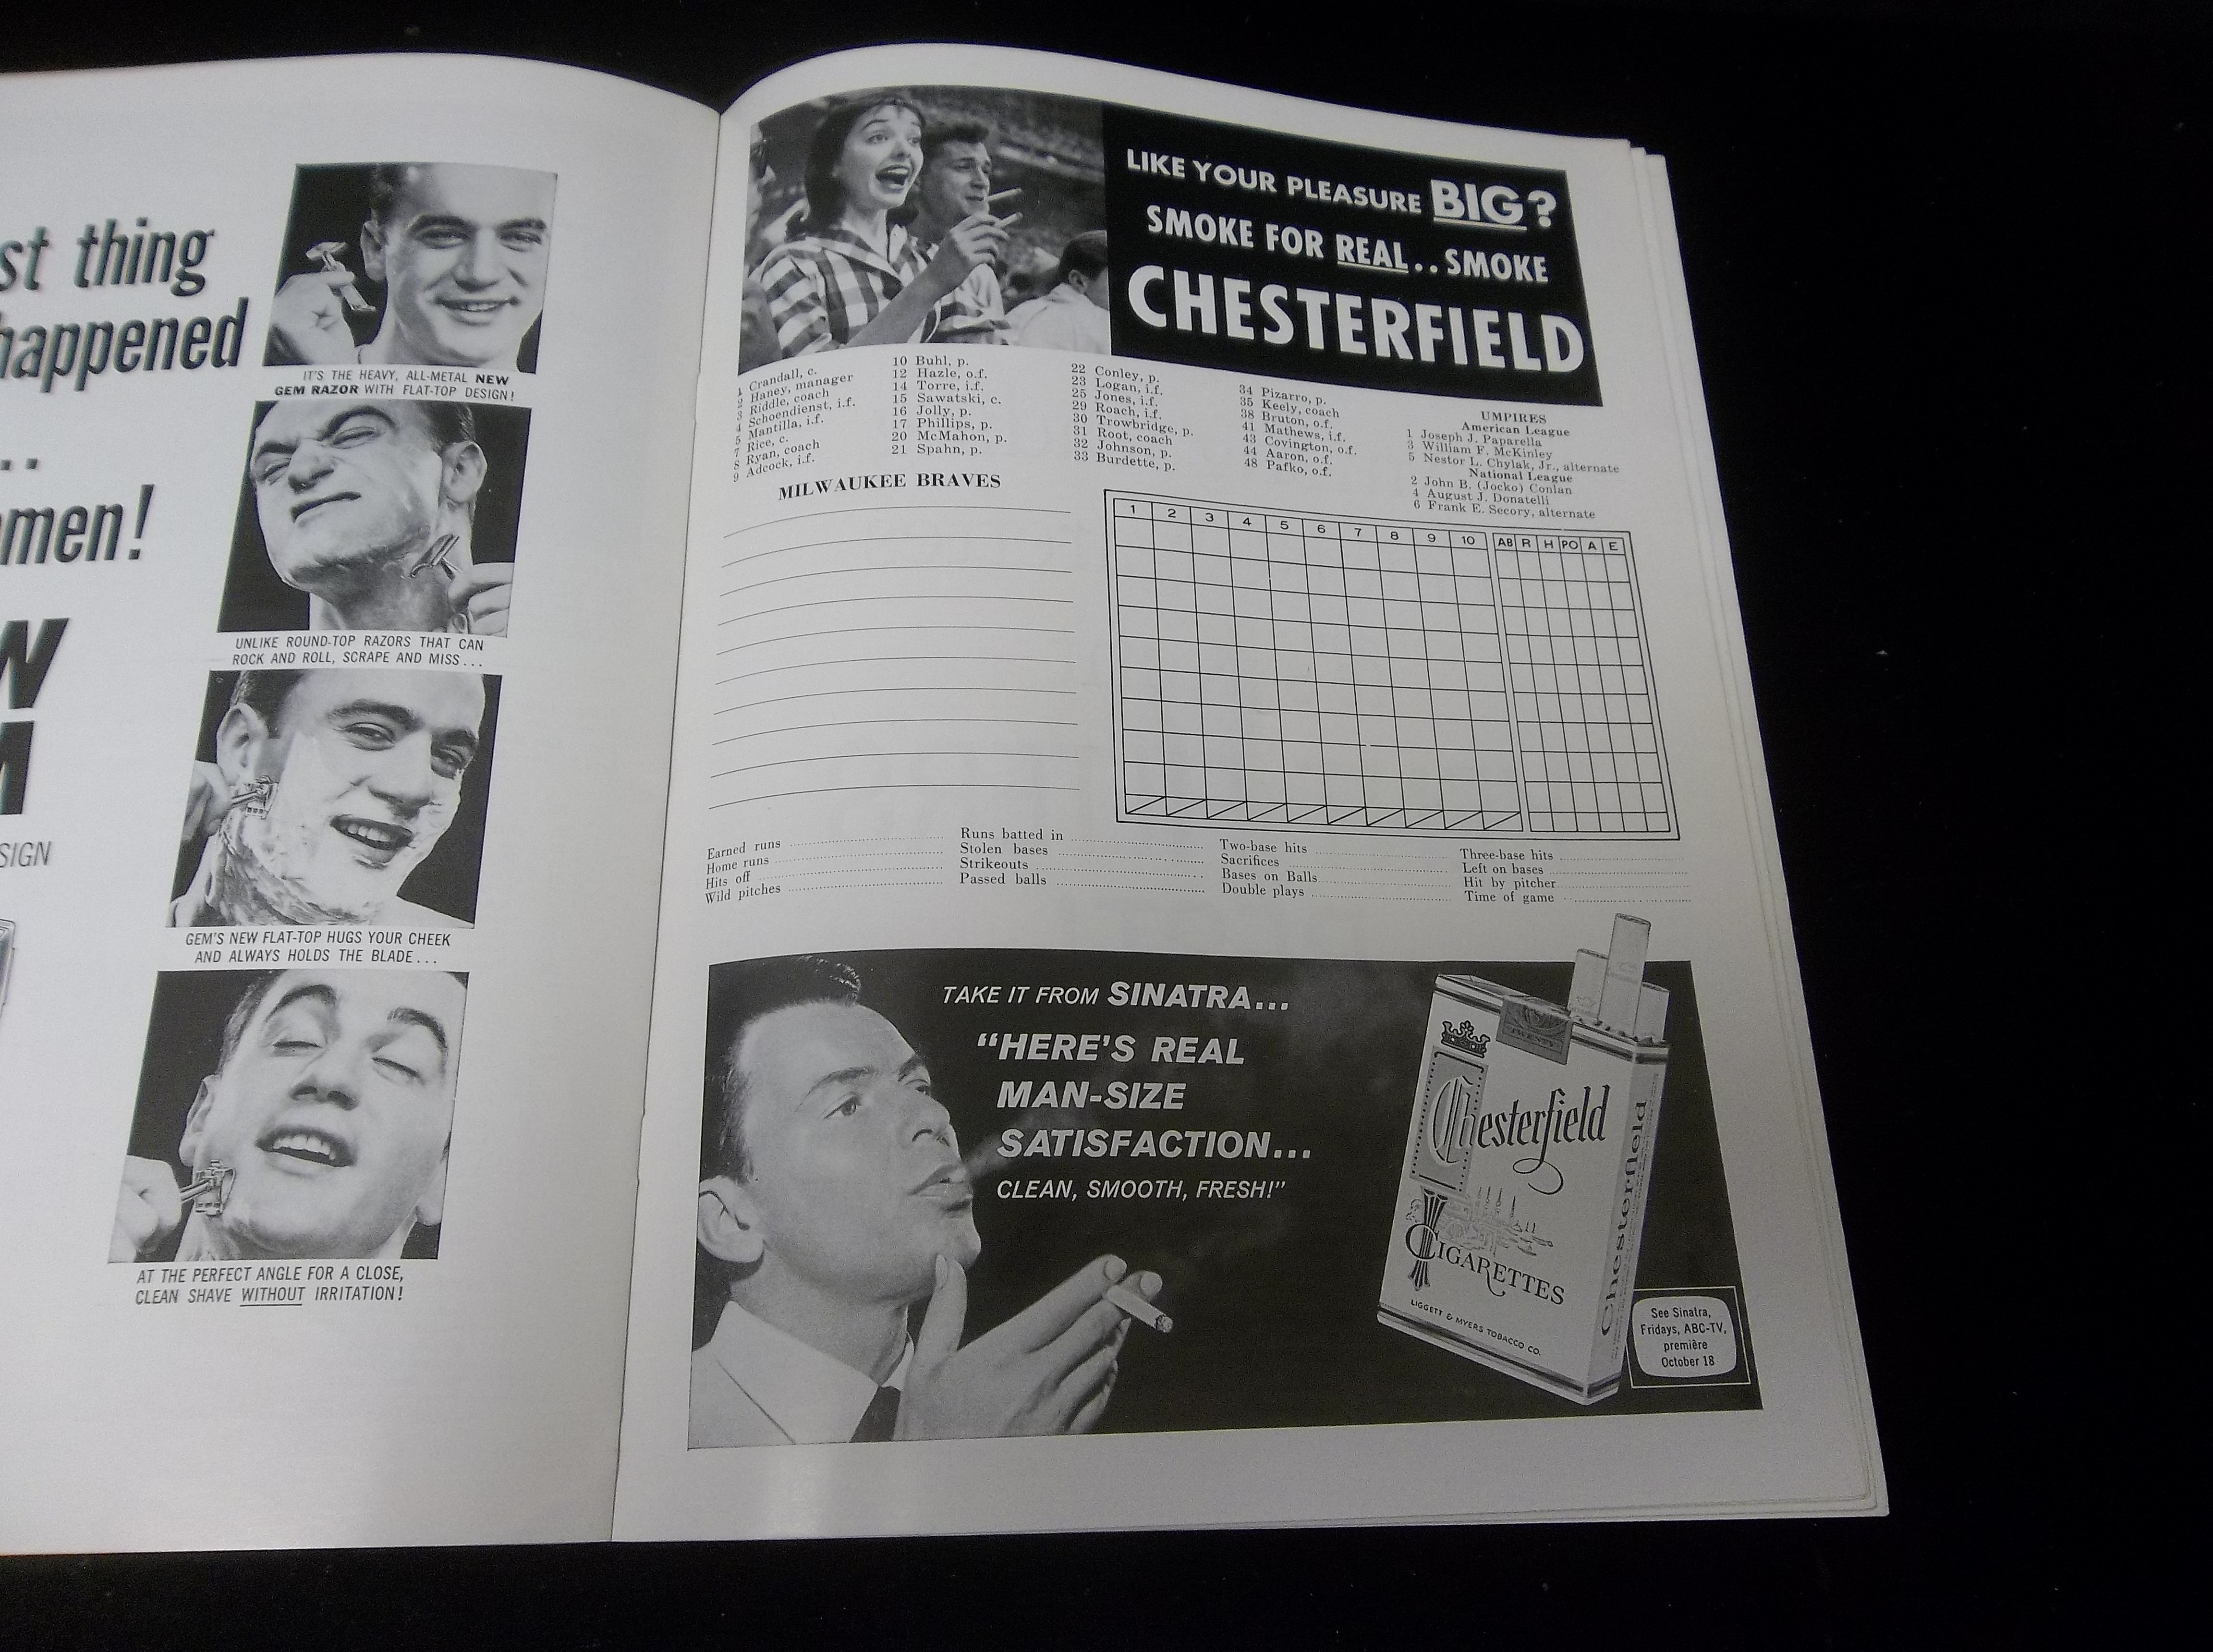 st thing
happened
...
men!
W
SIGN
IT'S THE HEAVY, ALL-METAL NEW
GEM RAZOR WITH FLAT-TOP DESIGN!
UNLIKE ROUND-TOP RAZORS THAT CAN
ROCK AND ROLL, SCRAPE AND MISS...
GEM'S NEW FLAT-TOP HUGS YOUR CHEEK
AND ALWAYS HOLDS THE BLADE...
AT THE PERFECT ANGLE FOR A CLOSE,
CLEAN SHAVE WITHOUT IRRITATION!
LIKE YOUR PLEASURE BIG?
SMOKE FOR REAL.. SMOKE
CHESTERFIELD
1 Crandall, c.
2 Haney, manager
3 Riddle, coach
4 Schoendienst, i.f.
5 Mantilla, i.f.
7 Rice, c.
8 Ryan, coach
9 Adcock, i.f.
10 Buhl, p.
12 Hazle, o.f.
14 Torre, i.f.
15 Sawatski, c.
16 Jolly, p.
17 Phillips, p.
20 McMahon, p.
21 Spahn, p.
22 Conley, p.
23 Logan, i.f.
25 Jones, i.f.
29 Roach, i.f.
30 Trowbridge, p.
31 Root, coach
32 Johnson, p.
33 Burdette, p.
34 Pizarro, p.
35 Keely, coach
38 Bruton, o.f.
41 Mathews, i.f.
43 Covington, o.f.
44 Aaron, o.f.
48 Pafko, o.f.
UMPIRES
American League
1 Joseph J. Paparella
3 William F. McKinley
5 Nestor L. Chylak, Jr., alternate
National League
2 John B. (Jocko) Conlan
4 August J. Donatelli
6 Frank E. Secory, alternate
MILWAUKEE BRAVES
1 2 3 4 5 6 7 8 9 10 AB R H PO A E
Earned runs
Home runs
Hits off
Wild pitches
Runs batted in
Stolen bases
Strikeouts
Passed balls
Two-base hits
Sacrifices
Bases on Balls
Double plays
Three-base hits
Left on bases
Hit by pitcher
Time of game
TAKE IT FROM SINATRA...
"HERE'S REAL
MAN-SIZE
SATISFACTION...
CLEAN, SMOOTH, FRESH!"
TWENTY
Chesterfield
CIGARETTES
LIGGETT & MYERS TOBACCO CO.
Chesterfield
See Sinatra,
Fridays, ABC-TV,
première
October 18